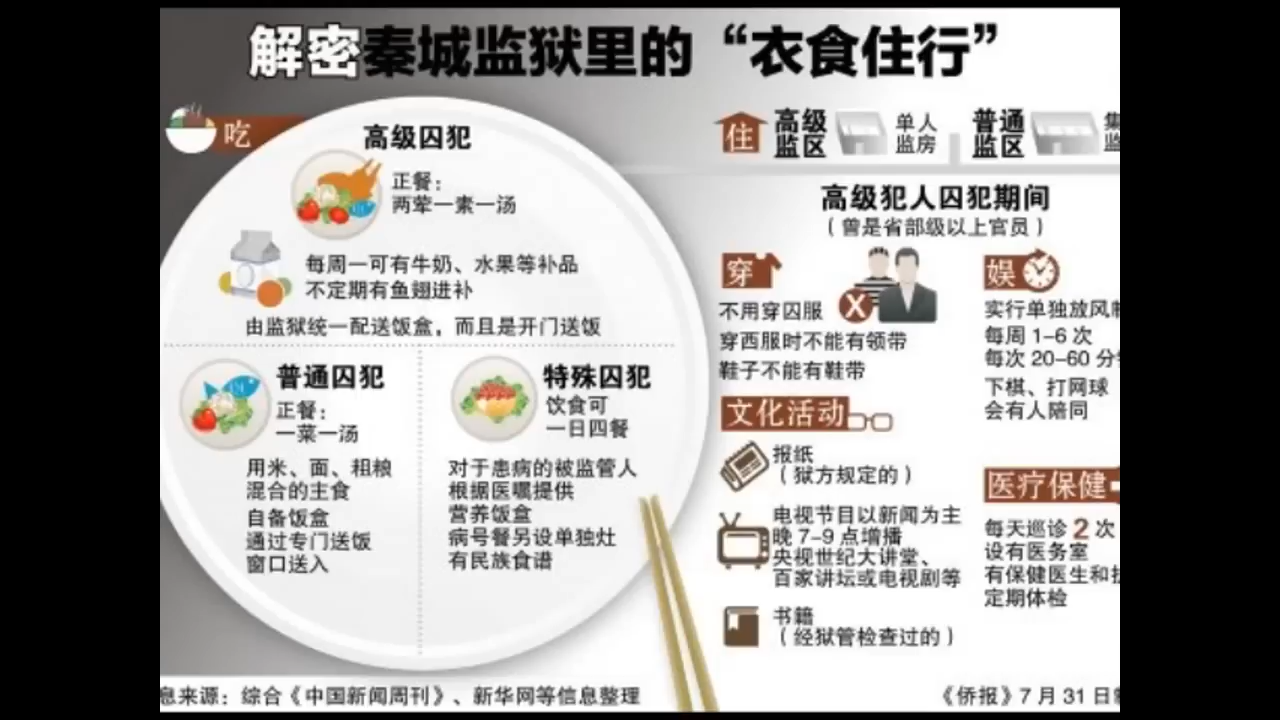 解密秦城监狱里的“衣食住行”
吃
高级囚犯
正餐：
两荤一素一汤
每周一可有牛奶、水果等补品
不定期有鱼翅进补
由监狱统一配送饭盒，而且是开门送饭
普通囚犯
正餐：
一菜一汤
用米、面、粗粮
混合的主食
自备饭盒
通过专门送饭
窗口送入
特殊囚犯
饮食可
一日四餐
对于患病的被监管人
根据医嘱提供
营养饭盒
病号餐另设单独灶
有民族食谱
住
高级
监区
单人
监房
普通
监区
集
监
高级犯人囚犯期间
（曾是省部级以上官员）
穿
X
不用穿囚服
穿西服时不能有领带
鞋子不能有鞋带
娱
实行单独放风制
每周 1-6 次
每次 20-60 分钟
下棋、打网球
会有人陪同
文化活动
报纸
（狱方规定的）
电视节目以新闻为主
晚 7-9 点增播
央视世纪大讲堂、
百家讲坛或电视剧等
书籍
（经狱管检查过的）
医疗保健
每天巡诊 2 次
设有医务室
有保健医生和护
定期体检
息来源：综合《中国新闻周刊》、新华网等信息整理
《侨报》7 月 31 日制